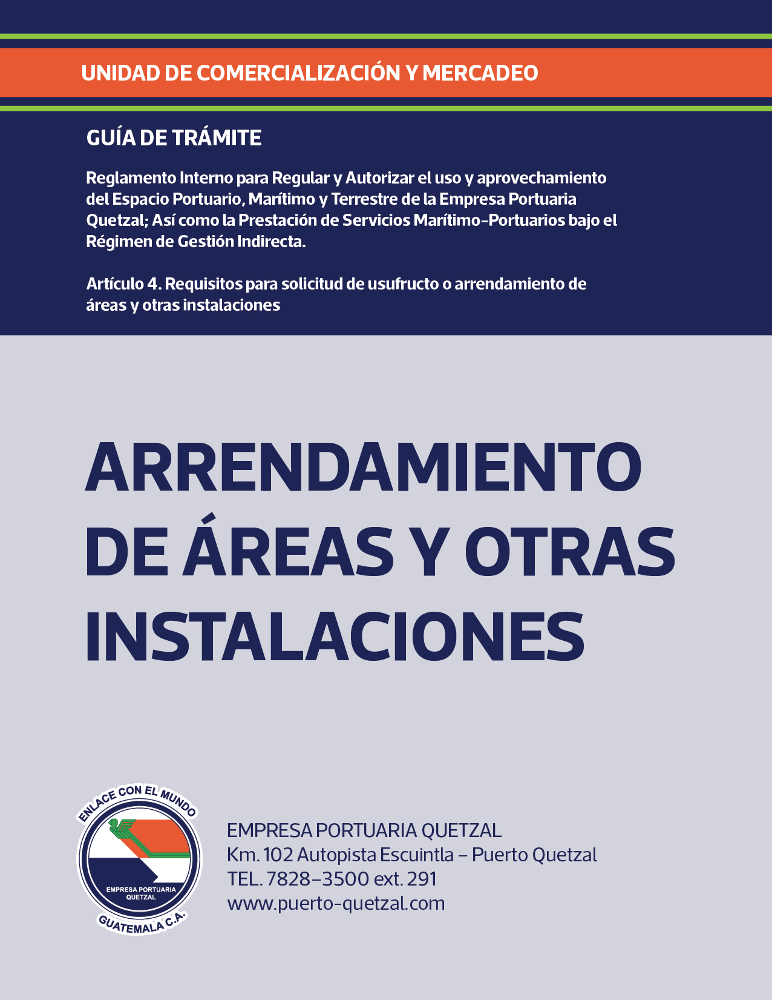 UNIDAD DE COMERCIALIZACIÓN Y MERCADEO
GUÍA DE TRÁMITE
Reglamento Interno para Regular y Autorizar el uso y aprovechamiento
del Espacio Portuario, Marítimo y Terrestre de la Empresa Portuaria
Quetzal; Así como la Prestación de Servicios Marítimo-Portuarios bajo el
Régimen de Gestión Indirecta.
Artículo 4. Requisitos para solicitud de usufructo o arrendamiento de
áreas y otras instalaciones
ARRENDAMIENTO
DE ÁREAS Y OTRAS
INSTALACIONES
ENLACE CON EL MUNDO
EMPRESA PORTUARIA
QUETZAL
GUATEMALA C.A.
EMPRESA PORTUARIA QUETZAL
Km. 102 Autopista Escuintla – Puerto Quetzal
TEL. 7828–3500 ext. 291
www.puerto-quetzal.com